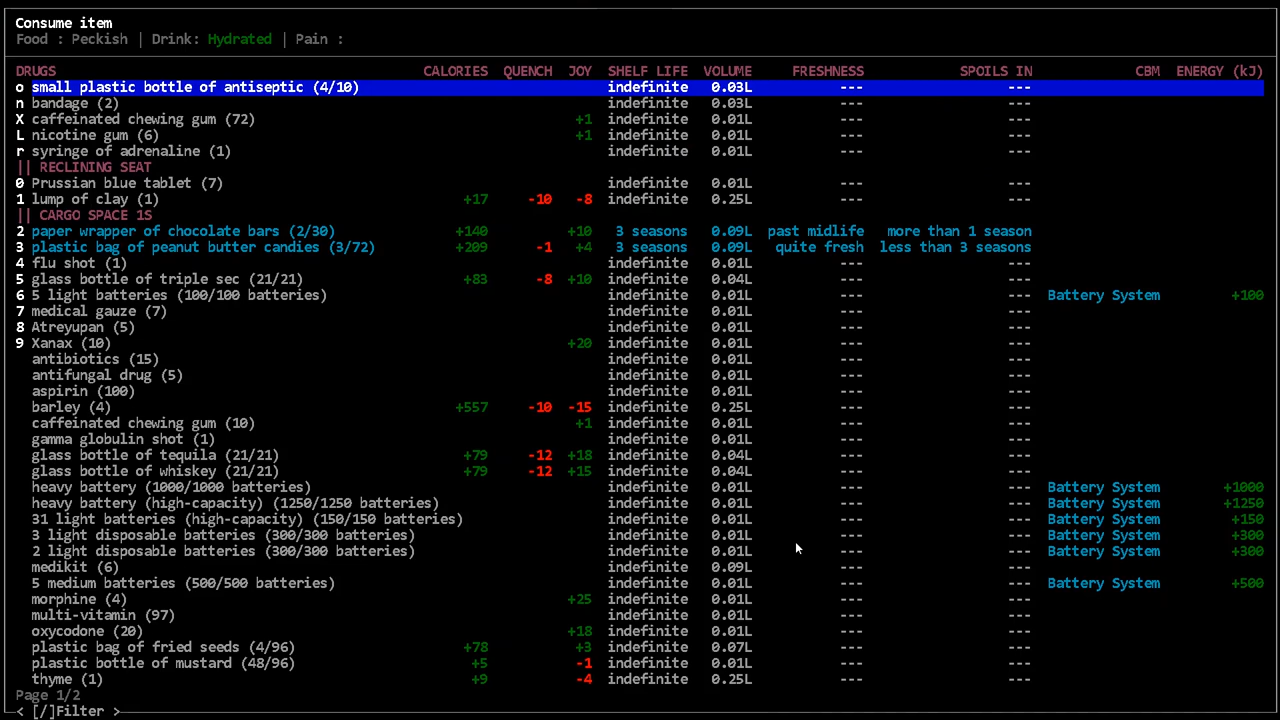 Consume item
Food : Peckish | Drink: Hydrated | Pain :
DRUGS CALORIES QUENCH JOY SHELF LIFE VOLUME FRESHNESS SPOILS IN CBM ENERGY (kJ)
o small plastic bottle of antiseptic (4/10) indefinite 0.03L --- ---
n bandage (2) indefinite 0.03L --- ---
X caffeinated chewing gum (72) +1 indefinite 0.01L --- ---
L nicotine gum (6) +1 indefinite 0.01L --- ---
r syringe of adrenaline (1) indefinite 0.01L --- ---
|| RECLINING SEAT
0 Prussian blue tablet (7) indefinite 0.01L --- ---
1 lump of clay (1) +17 -10 -8 indefinite 0.25L --- ---
|| CARGO SPACE 1S
2 paper wrapper of chocolate bars (2/30) +140 +10 3 seasons 0.09L past midlife more than 1 season
3 plastic bag of peanut butter candies (3/72) +209 -1 +4 3 seasons 0.09L quite fresh less than 3 seasons
4 flu shot (1) indefinite 0.01L --- ---
5 glass bottle of triple sec (21/21) +83 -8 +10 indefinite 0.04L --- ---
6 5 light batteries (100/100 batteries) indefinite 0.01L --- --- Battery System +100
7 medical gauze (7) indefinite 0.01L --- ---
8 Atreyupan (5) indefinite 0.01L --- ---
9 Xanax (10) +20 indefinite 0.01L --- ---
antibiotics (15) indefinite 0.01L --- ---
antifungal drug (5) indefinite 0.01L --- ---
aspirin (100) indefinite 0.01L --- ---
barley (4) +557 -10 -15 indefinite 0.25L --- ---
caffeinated chewing gum (10) +1 indefinite 0.01L --- ---
gamma globulin shot (1) indefinite 0.01L --- ---
glass bottle of tequila (21/21) +79 -12 +18 indefinite 0.04L --- ---
glass bottle of whiskey (21/21) +79 -12 +15 indefinite 0.04L --- ---
heavy battery (1000/1000 batteries) indefinite 0.01L --- --- Battery System +1000
heavy battery (high-capacity) (1250/1250 batteries) indefinite 0.01L --- --- Battery System +1250
31 light batteries (high-capacity) (150/150 batteries) indefinite 0.01L --- --- Battery System +150
3 light disposable batteries (300/300 batteries) indefinite 0.01L --- --- Battery System +300
2 light disposable batteries (300/300 batteries) indefinite 0.01L --- --- Battery System +300
medikit (6) indefinite 0.09L --- ---
5 medium batteries (500/500 batteries) indefinite 0.01L --- --- Battery System +500
morphine (4) +25 indefinite 0.01L --- ---
multi-vitamin (97) indefinite 0.01L --- ---
oxycodone (20) +18 indefinite 0.01L --- ---
plastic bag of fried seeds (4/96) +78 +3 indefinite 0.07L --- ---
plastic bottle of mustard (48/96) +5 -1 indefinite 0.01L --- ---
thyme (1) +9 -4 indefinite 0.25L --- ---
Page 1/2
< [/]Filter >